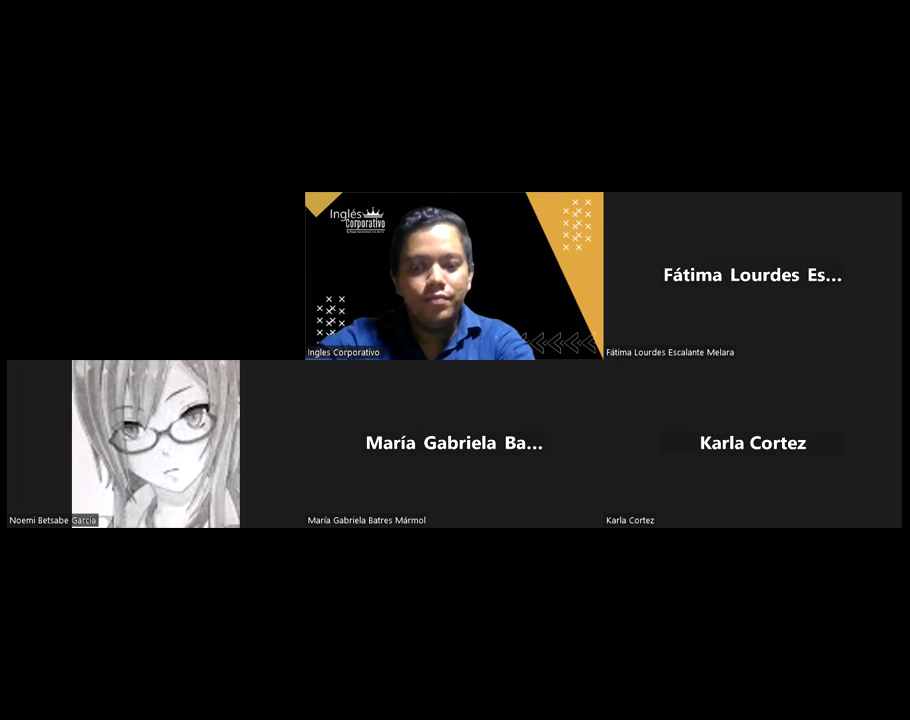 Inglés
Corporativo
Ingles Corporativo
Fátima Lourdes Es...
Fátima Lourdes Escalante Melara
Noemi Betsabe Garcia
María Gabriela Ba...
María Gabriela Batres Mármol
Karla Cortez
Karla Cortez